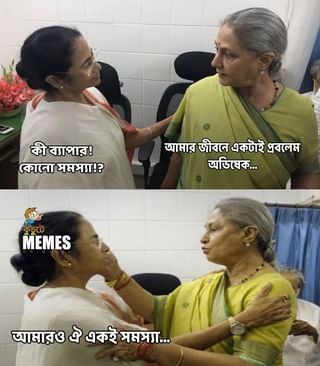 কী ব্যাপার!
কোনো সমস্যা!?
আমার জীবনে একটাই প্রবলেম
অভিষেক...
কুচুটে
MEMES
আমারও ঐ একই সমস্যা...